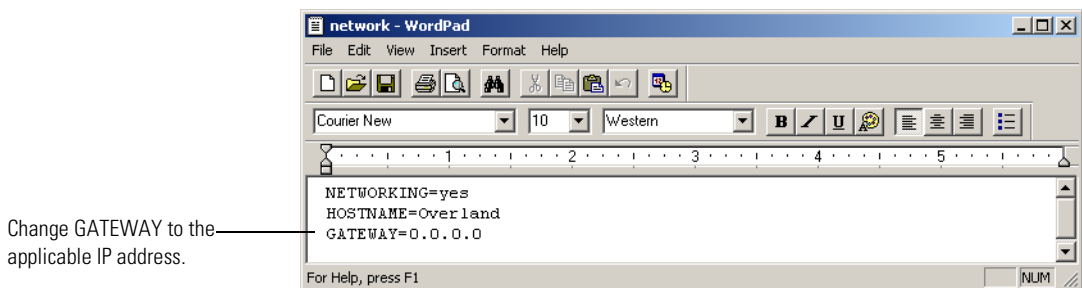 network - WordPad
File Edit View Insert Format Help
Courier New 10 Western B I U
1 2 3 4 5
NETWORKING=yes
HOSTNAME=Overland
GATEWAY=0.0.0.0
Change GATEWAY to the
applicable IP address.
For Help, press F1 NUM